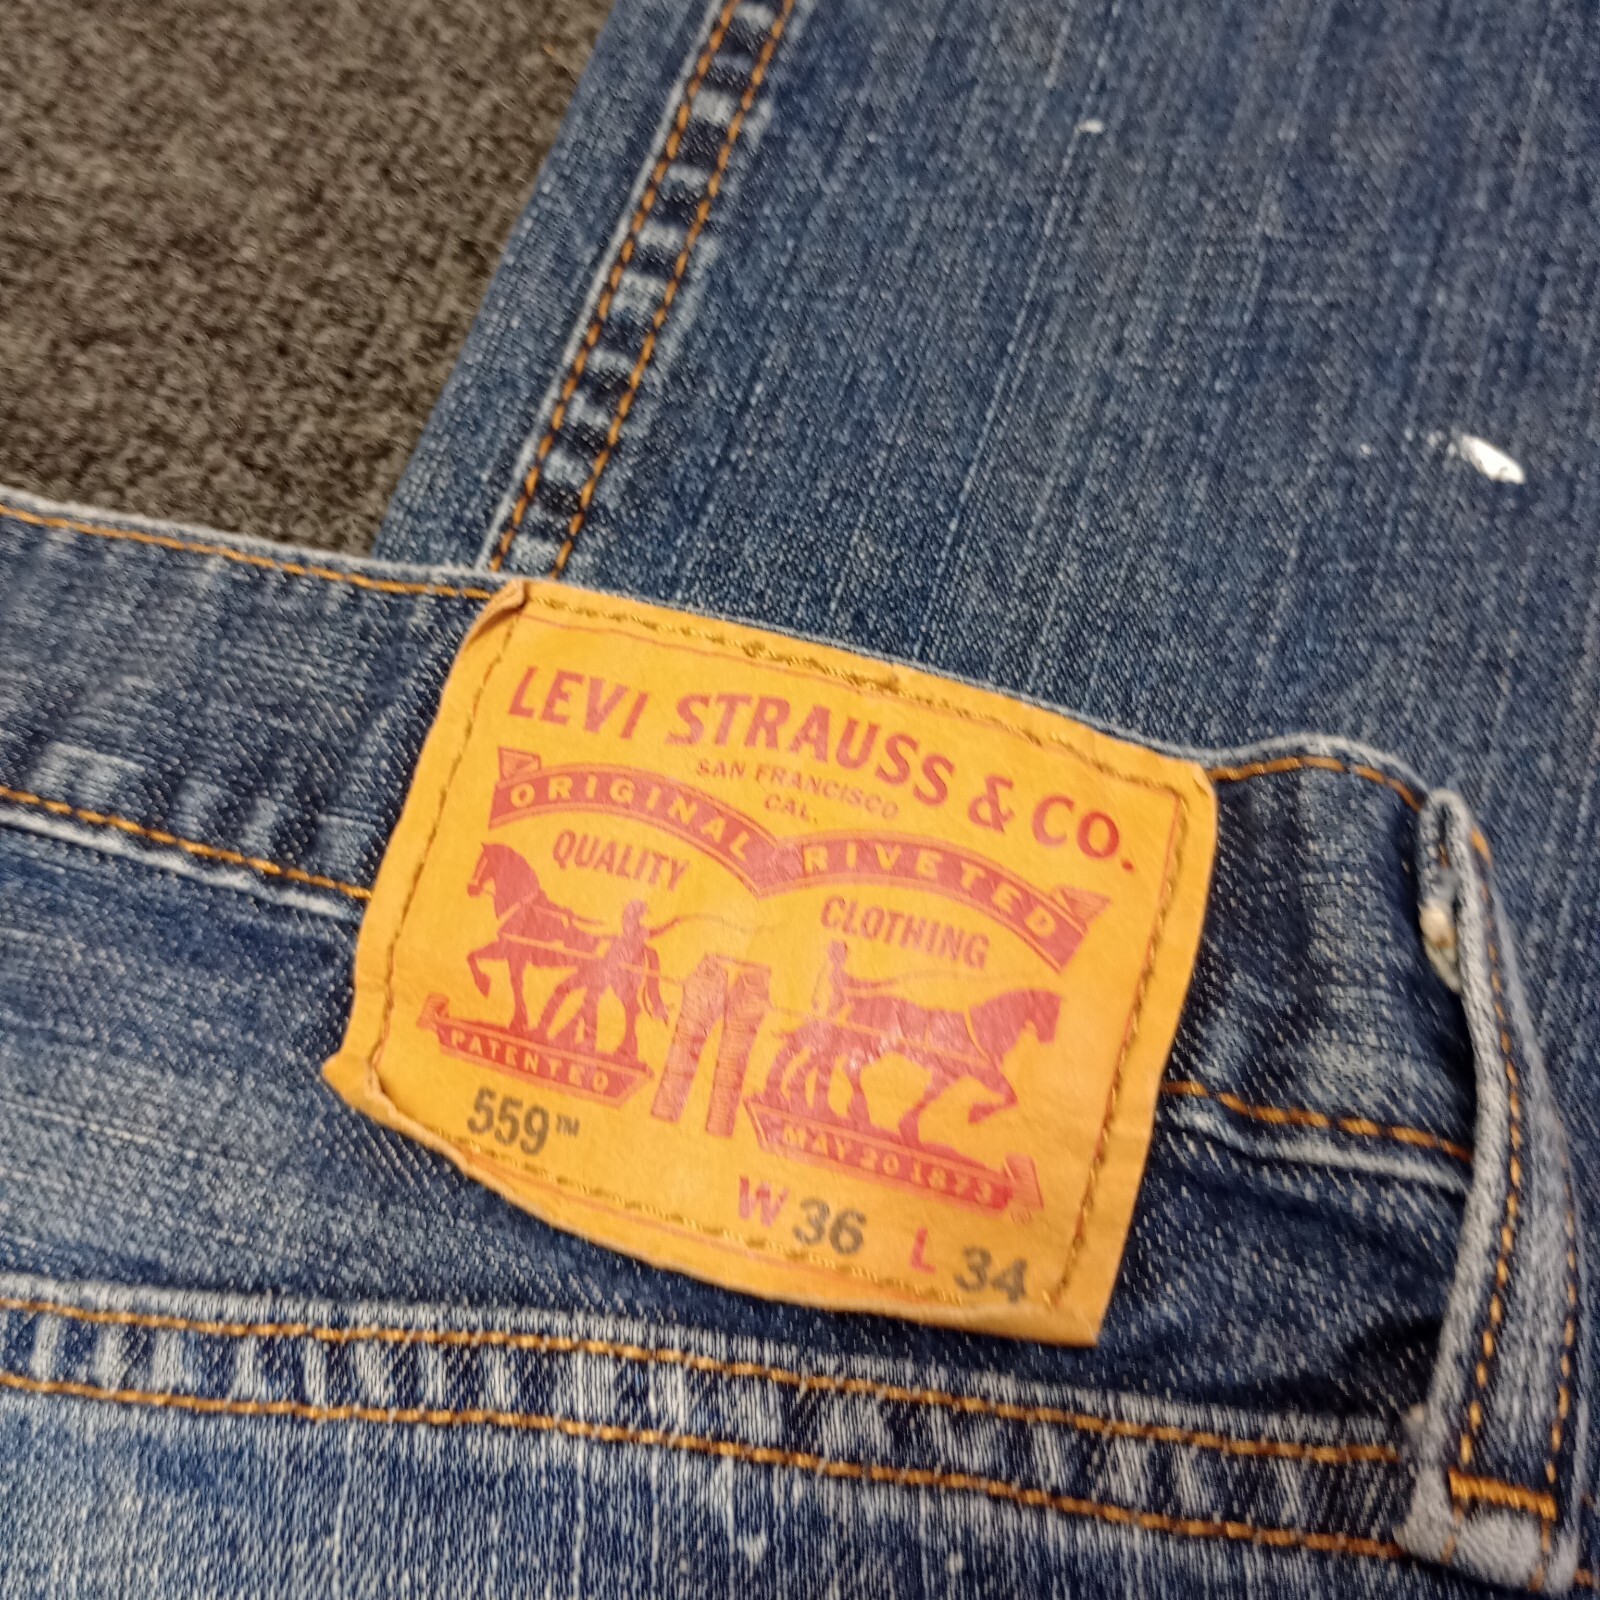 LEVI STRAUSS & CO.
SAN FRANCISCO
CAL.
ORIGINAL RIVETED
QUALITY CLOTHING
PATENTED MAY 20 1873
559™
W 36 L 34